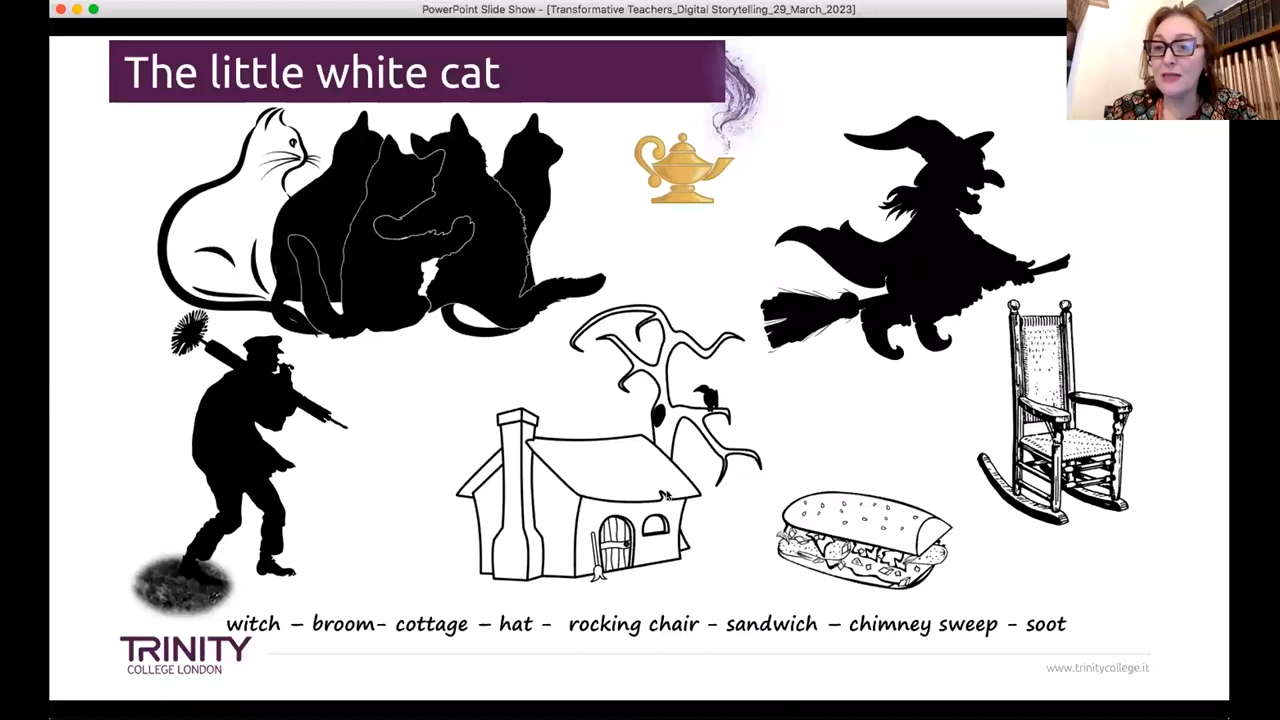 PowerPoint Slide Show - [Transformative Teachers_Digital Storytelling_29_March_2023]
The little white cat
witch – broom- cottage – hat - rocking chair - sandwich – chimney sweep - soot
TRINITY
COLLEGE LONDON
www.trinitycollege.it